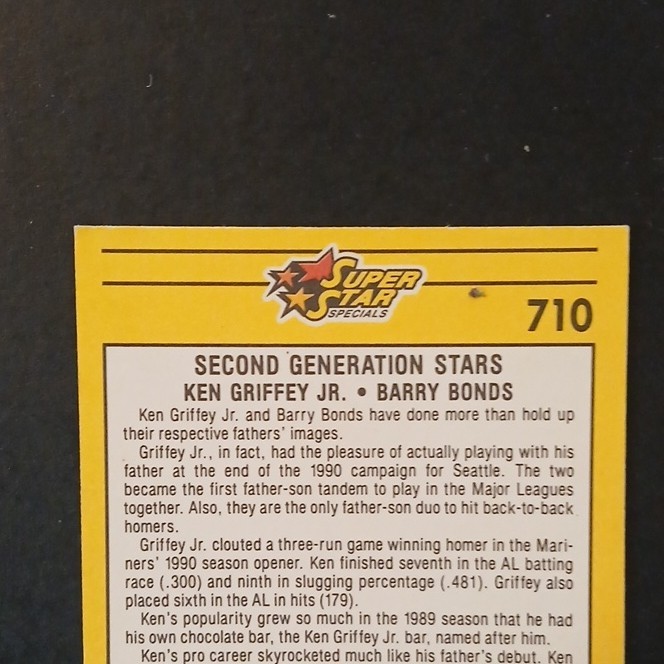 SUPER
STAR
SPECIALS
710
SECOND GENERATION STARS
KEN GRIFFEY JR. • BARRY BONDS
Ken Griffey Jr. and Barry Bonds have done more than hold up
their respective fathers' images.
Griffey Jr., in fact, had the pleasure of actually playing with his
father at the end of the 1990 campaign for Seattle. The two
became the first father-son tandem to play in the Major Leagues
together. Also, they are the only father-son duo to hit back-to-back
homers.
Griffey Jr. clouted a three-run game winning homer in the Mari-
ners' 1990 season opener. Ken finished seventh in the AL batting
race (.300) and ninth in slugging percentage (.481). Griffey also
placed sixth in the AL in hits (179).
Ken's popularity grew so much in the 1989 season that he had
his own chocolate bar, the Ken Griffey Jr. bar, named after him.
Ken's pro career skyrocketed much like his father's debut. Ken